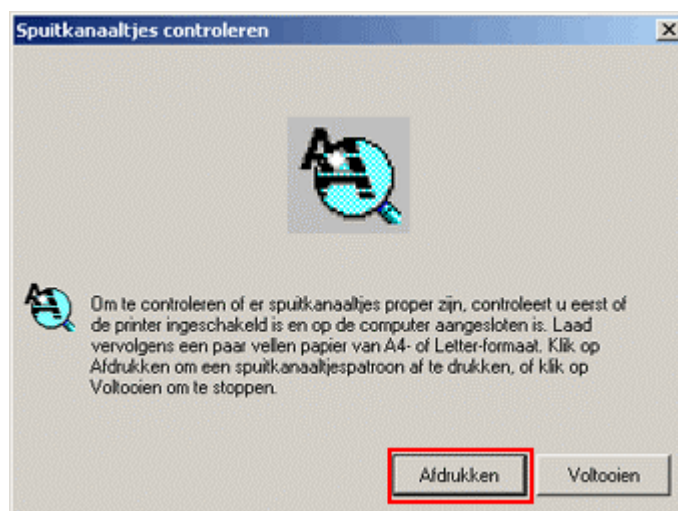 Spuitkanaaltjes controleren
Om te controleren of er spuitkanaaltjes proper zijn, controleert u eerst of
de printer ingeschakeld is en op de computer aangesloten is. Laad
vervolgens een paar vellen papier van A4- of Letter-formaat. Klik op
Afdrukken om een spuitkanaaltjespatroon af te drukken, of klik op
Voltooien om te stoppen.
Afdrukken
Voltooien